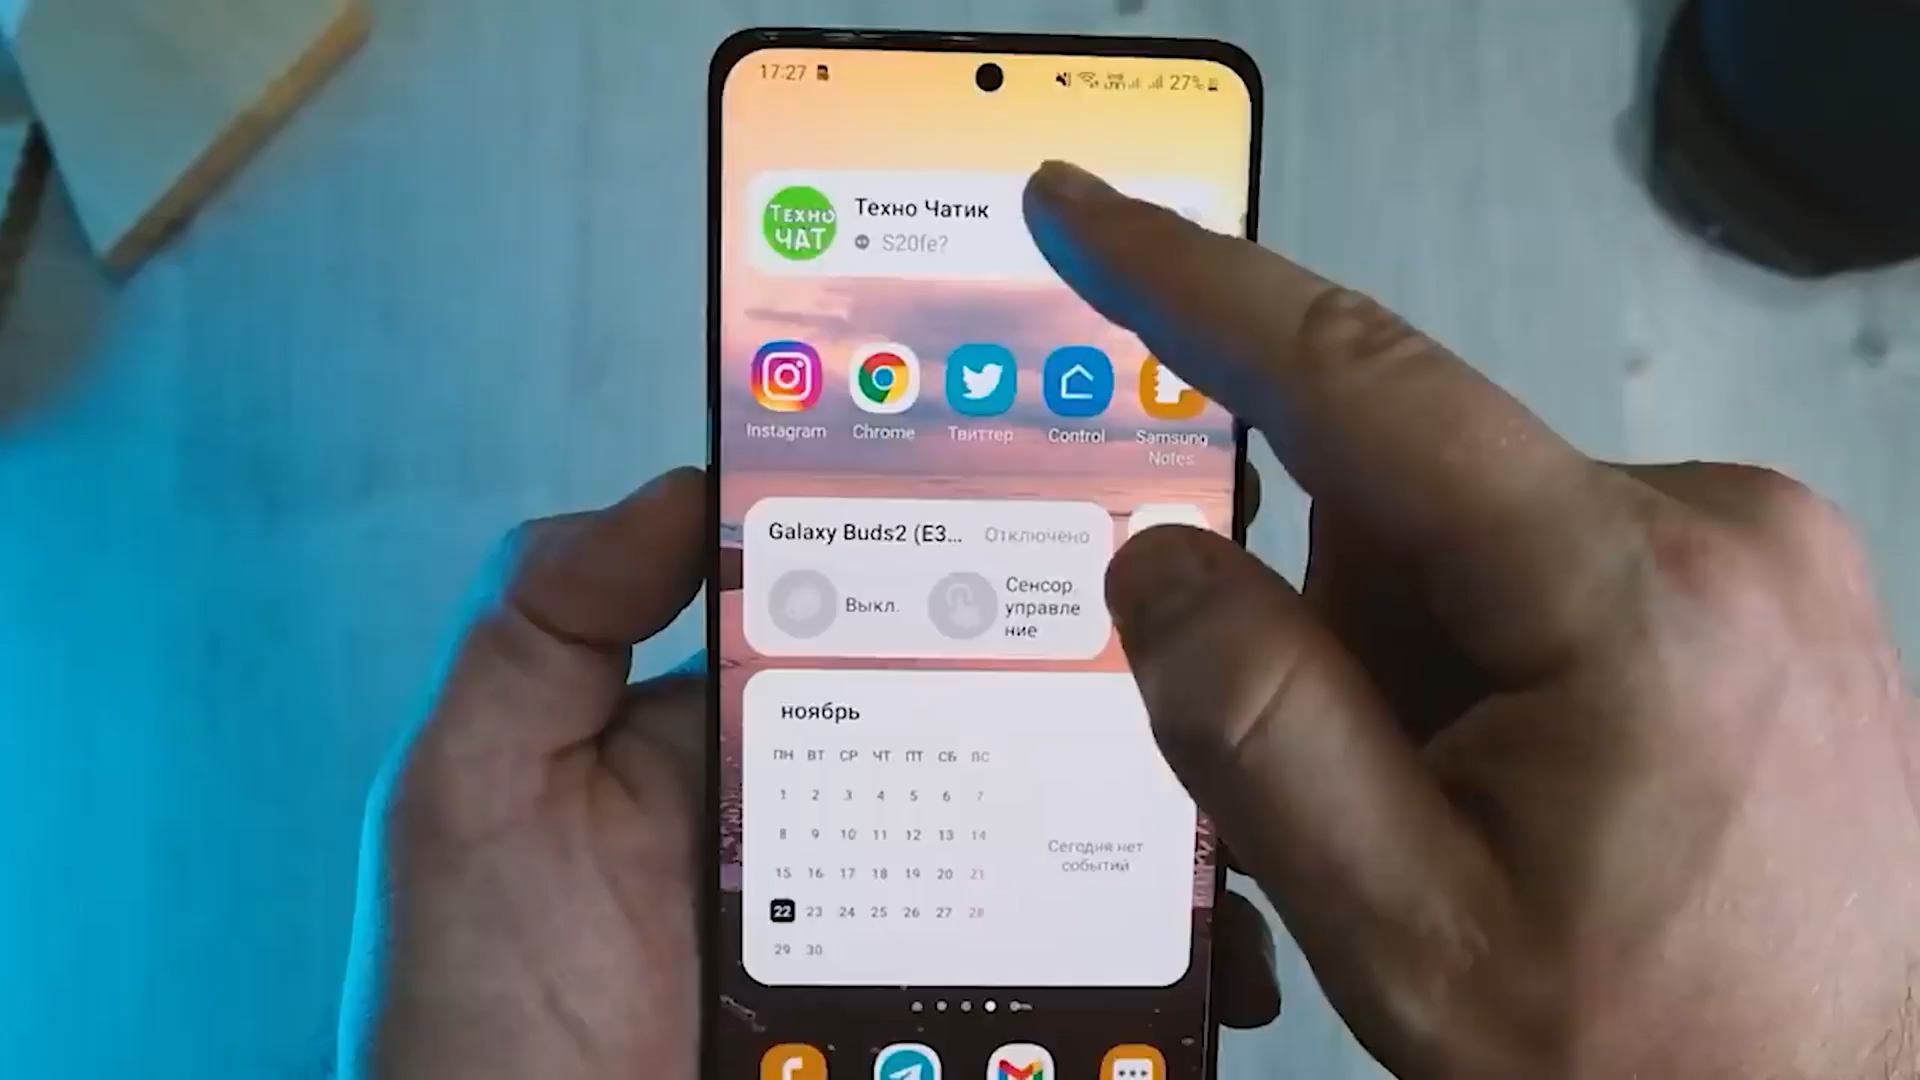 17:27
27%
ТЕХНО
ЧАТ
Техно Чатик
S20fe?
Instagram
Chrome
Твиттер
Control
Samsung
Notes
Galaxy Buds2 (E3...
Отключено
Выкл.
Сенсор.
управле
ние
ноябрь
ПН ВТ СР ЧТ ПТ СБ ВС
1 2 3 4 5 6 7
8 9 10 11 12 13 14
15 16 17 18 19 20 21
22 23 24 25 26 27 28
29 30
Сегодня нет
событий